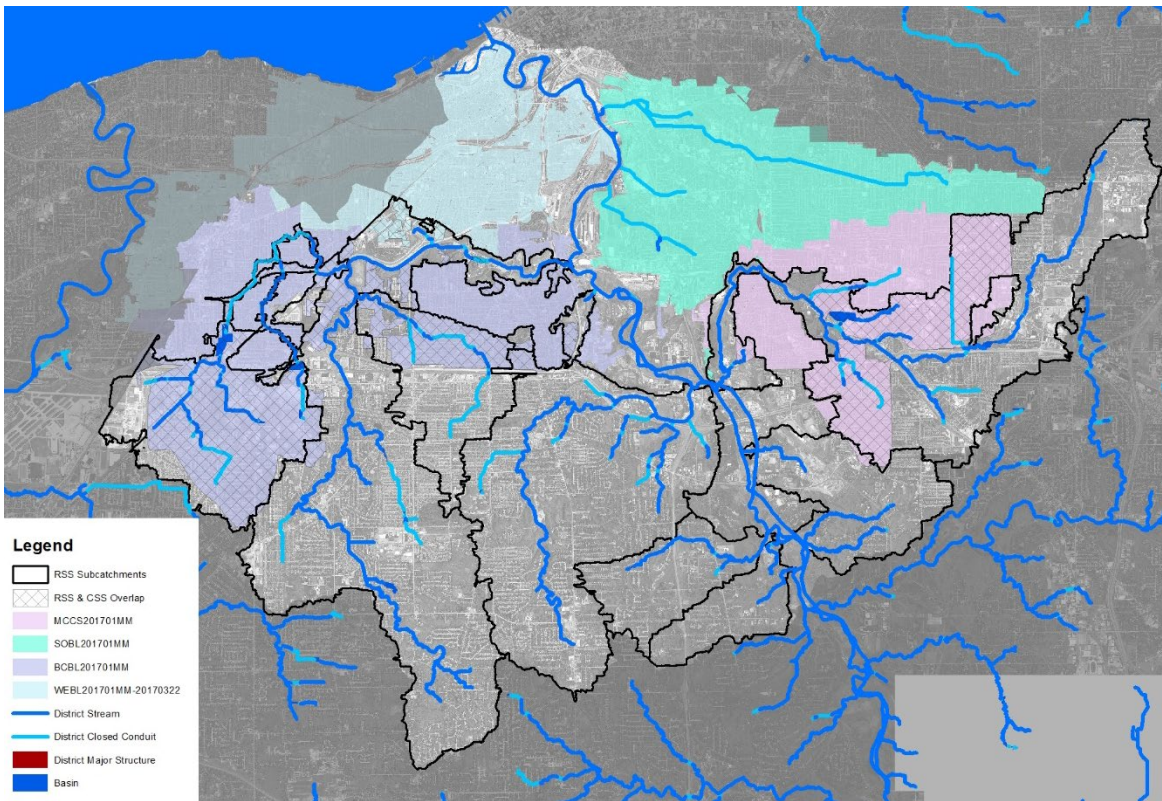 Legend
RSS Subcatchments
RSS & CSS Overlap
MCCS201701MM
SOBL201701MM
BCBL201701MM
WEBL201701MM-20170322
District Stream
District Closed Conduit
District Major Structure
Basin